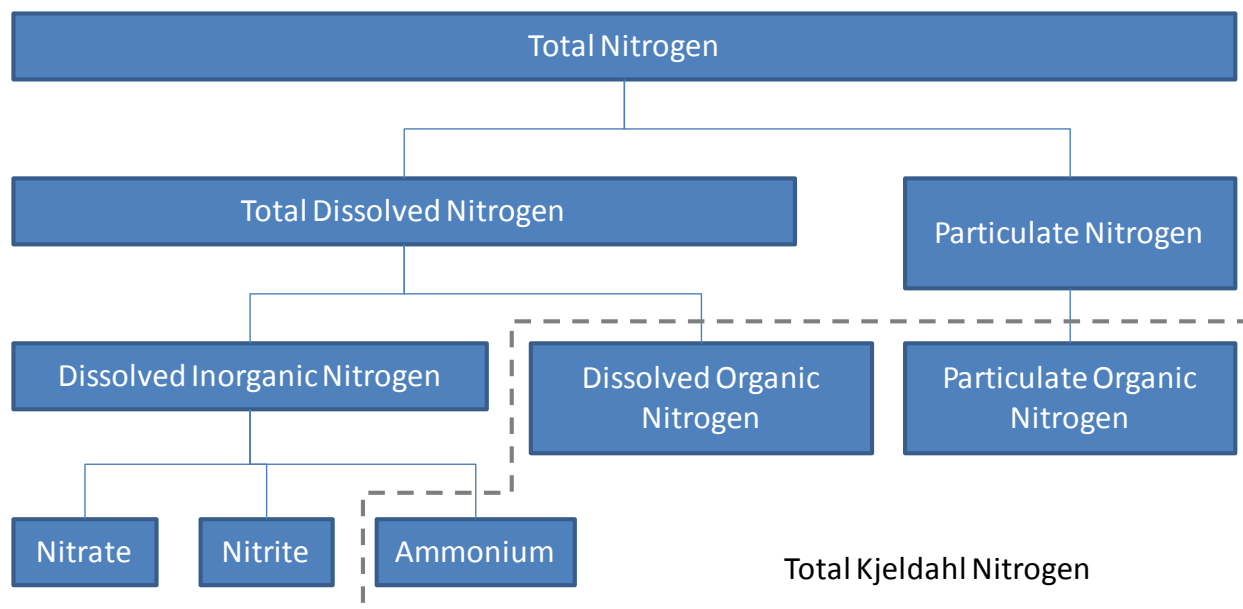 Total Nitrogen
Total Dissolved Nitrogen
Particulate Nitrogen
Dissolved Inorganic Nitrogen
Dissolved Organic
Nitrogen
Particulate Organic
Nitrogen
Nitrate
Nitrite
Ammonium
Total Kjeldahl Nitrogen